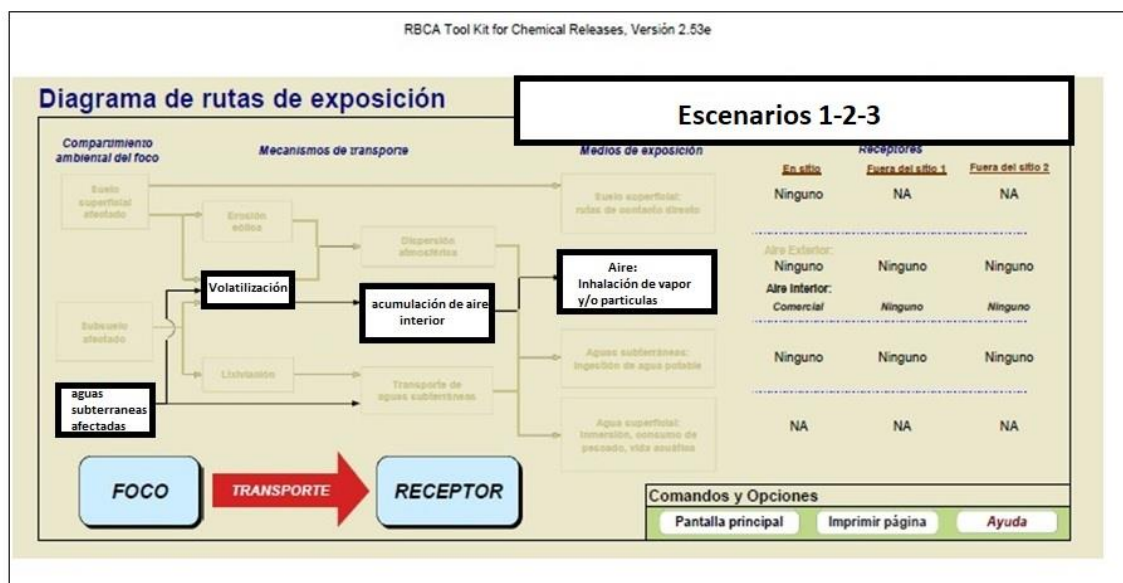 RBCA Tool Kit for Chemical Releases, Versión 2.53e
Diagrama de rutas de exposición
Escenarios 1-2-3
Compartimiento
ambiental del foco
Mecanismos de transporte
Medios de exposición
Receptores
En sitio
Fuera del sitio 1
Fuera del sitio 2
Suelo
superficial
afectado
Erosión
eólica
Dispersión
atmosférica
Suelo superficial:
rutas de contacto directo
Ninguno
NA
NA
Volatilización
acumulación de aire
interior
Aire:
Inhalación de vapor
y/o particulas
Aire Exterior:
Ninguno
Ninguno
Ninguno
Aire Interior:
Comercial
Ninguno
Ninguno
Subsuelo
afectado
Lixiviación
Transporte de
aguas subterráneas
Aguas subterráneas:
Ingestión de agua potable
Ninguno
Ninguno
Ninguno
aguas
subterraneas
afectadas
Agua superficial:
Inmersión, consumo de
pescado, vida acuática
NA
NA
NA
FOCO
TRANSPORTE
RECEPTOR
Comandos y Opciones
Pantalla principal
Imprimir página
Ayuda